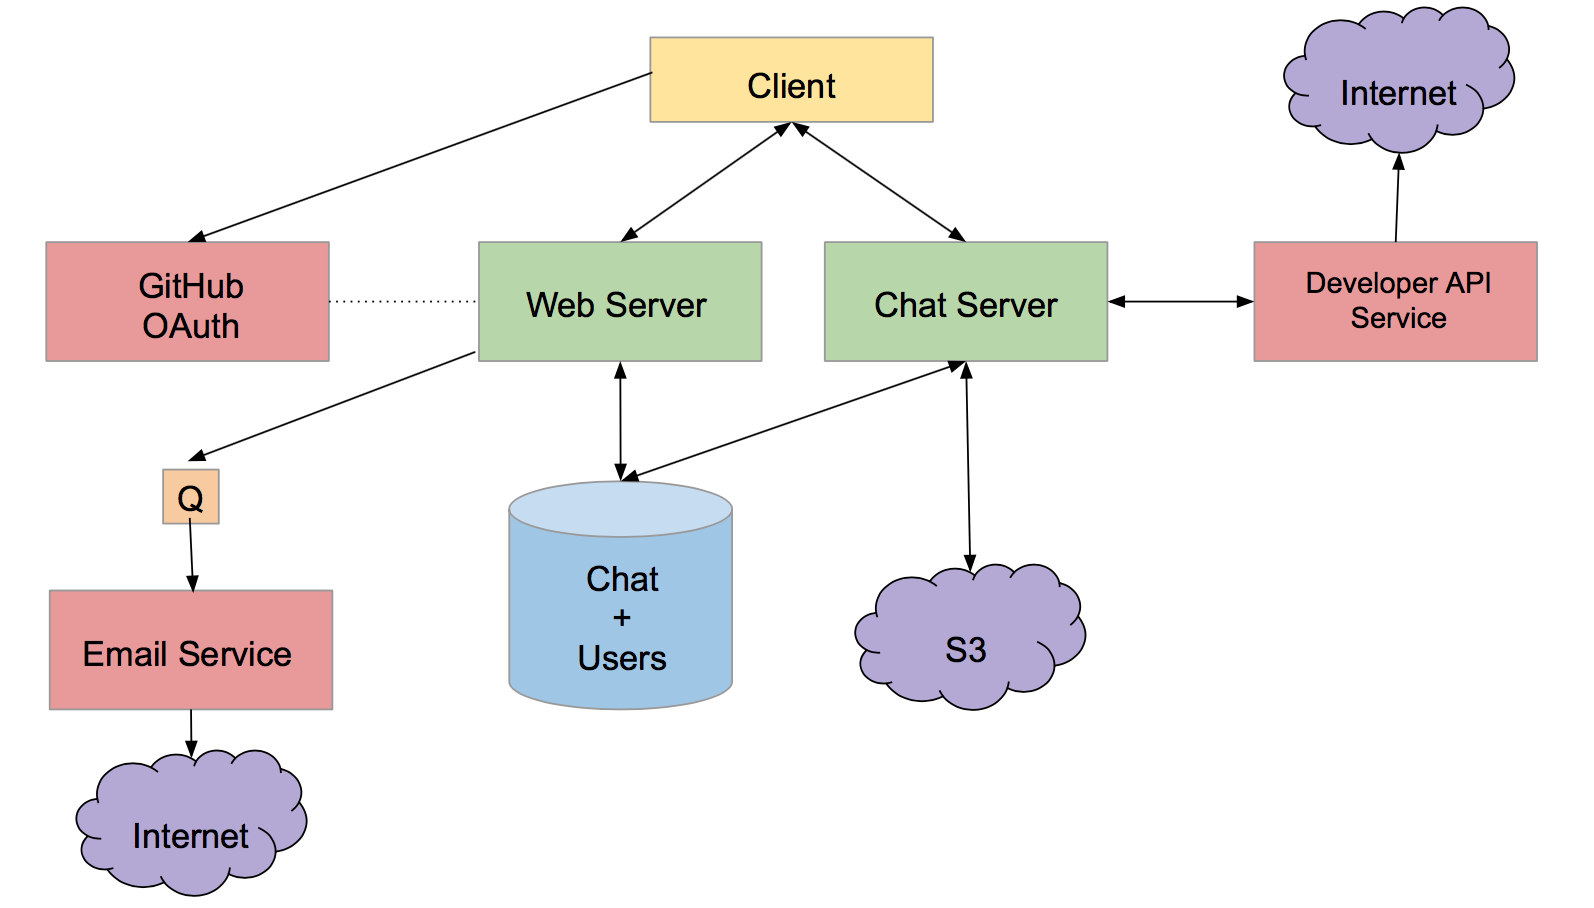 Client
Internet
GitHub
OAuth
Web Server
Chat Server
Developer API
Service
Q
Chat
+
Users
Email Service
S3
Internet